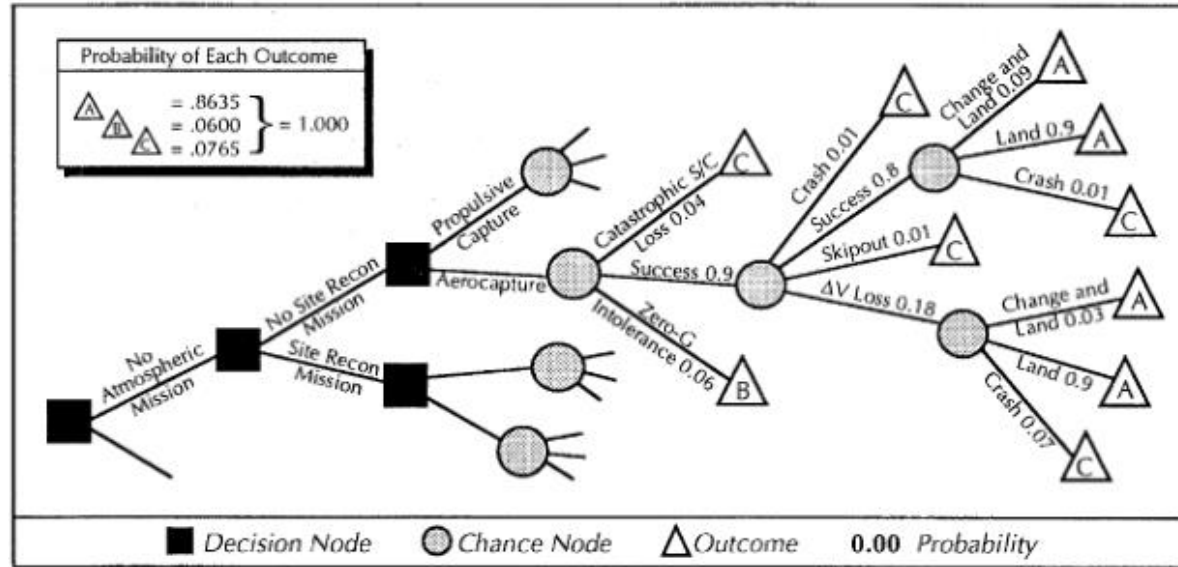 Probability of Each Outcome
A = .8635
B = .0600 } = 1.000
C = .0765
No
Atmospheric
Mission
No Site Recon
Mission
Site Recon
Mission
Propulsive
Capture
Aerocapture
Catastrophic S/C
Loss 0.04
C
Success 0.9
Zero-G
Intolerance 0.06
B
Crash 0.01
C
Success 0.8
Change and
Land 0.09
A
Land 0.9
A
Crash 0.01
C
Skipout 0.01
C
ΔV Loss 0.18
Change and
Land 0.03
A
Land 0.9
A
Crash 0.07
C
Decision Node
Chance Node
Outcome
0.00 Probability